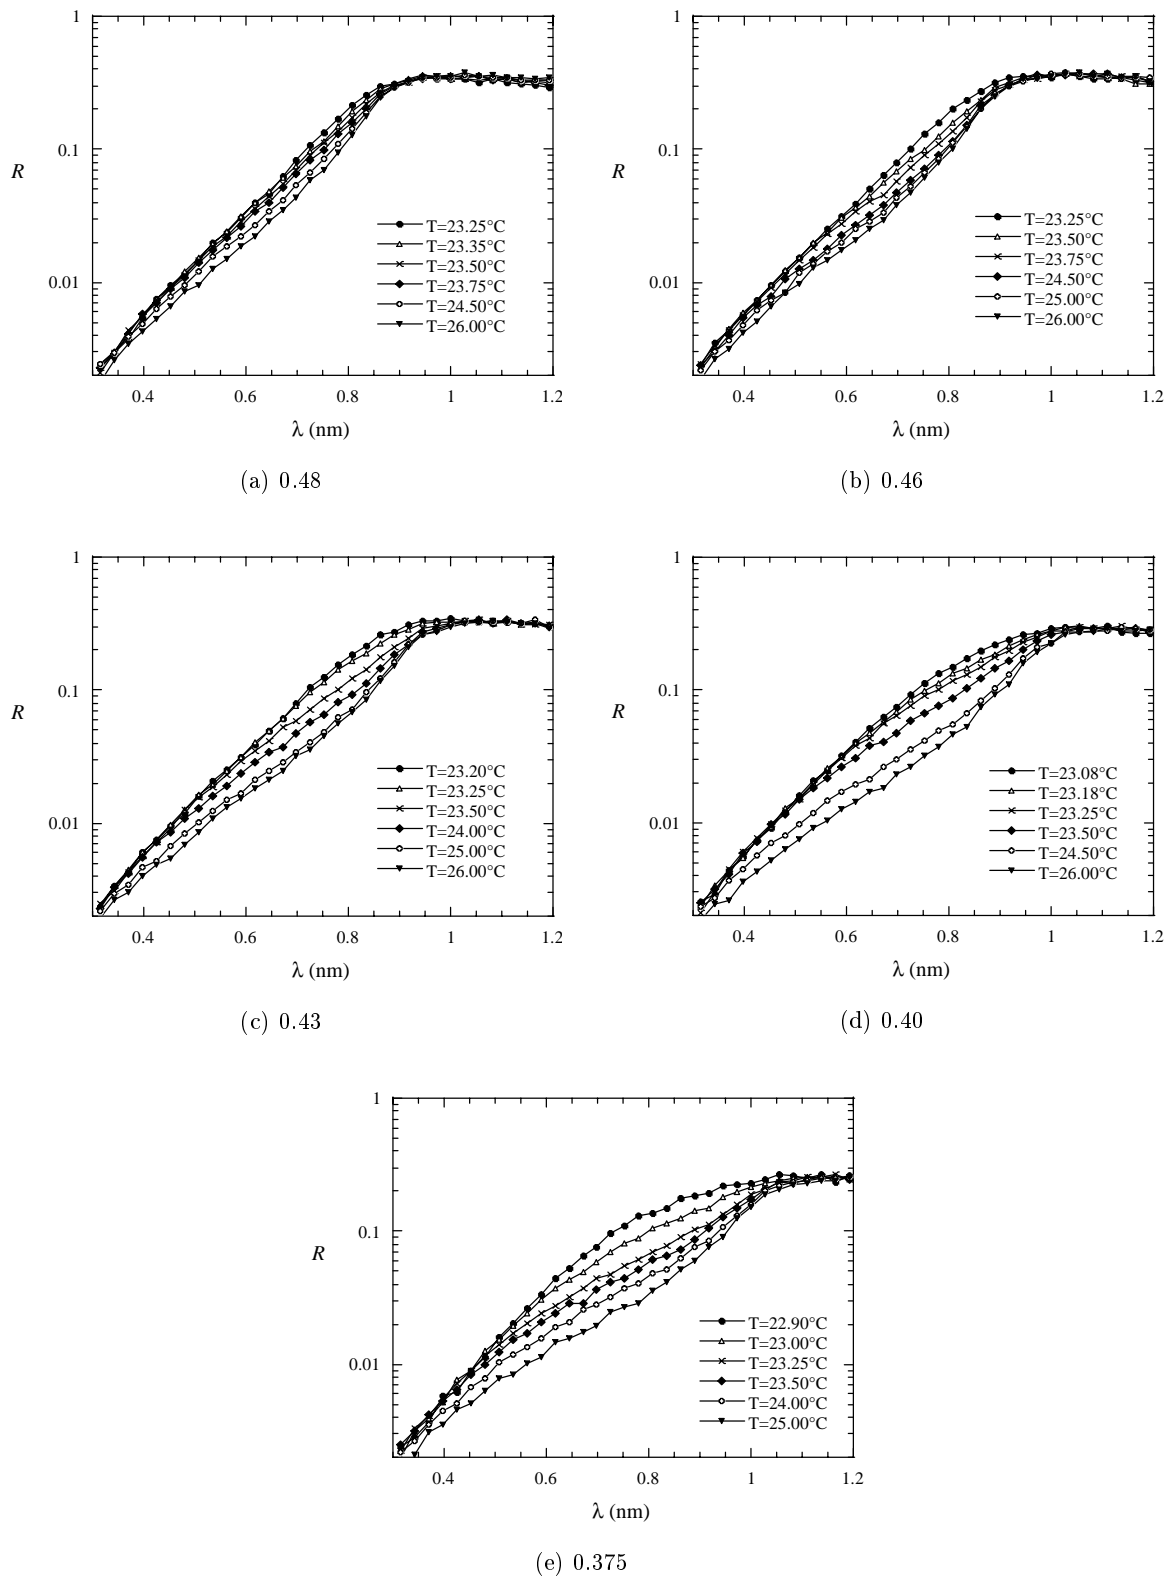 1
0.1
R
0.01
T=23.25°C
T=23.35°C
T=23.50°C
T=23.75°C
T=24.50°C
T=26.00°C
0.4 0.6 0.8 1 1.2
λ (nm)
(a) 0.48
1
0.1
R
0.01
T=23.25°C
T=23.50°C
T=23.75°C
T=24.50°C
T=25.00°C
T=26.00°C
0.4 0.6 0.8 1 1.2
λ (nm)
(b) 0.46
1
0.1
R
0.01
T=23.20°C
T=23.25°C
T=23.50°C
T=24.00°C
T=25.00°C
T=26.00°C
0.4 0.6 0.8 1 1.2
λ (nm)
(c) 0.43
1
0.1
R
0.01
T=23.08°C
T=23.18°C
T=23.25°C
T=23.50°C
T=24.50°C
T=26.00°C
0.4 0.6 0.8 1 1.2
λ (nm)
(d) 0.40
1
0.1
R
0.01
T=22.90°C
T=23.00°C
T=23.25°C
T=23.50°C
T=24.00°C
T=25.00°C
0.4 0.6 0.8 1 1.2
λ (nm)
(e) 0.375